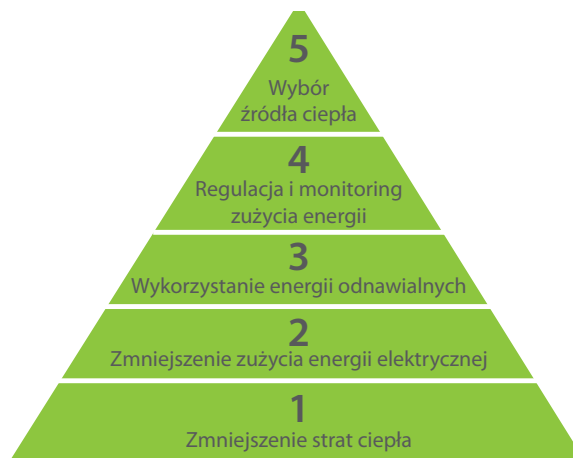 5
Wybór
źródła ciepła
4
Regulacja i monitoring
zużycia energii
3
Wykorzystanie energii odnawialnych
2
Zmniejszenie zużycia energii elektrycznej
1
Zmniejszenie strat ciepła